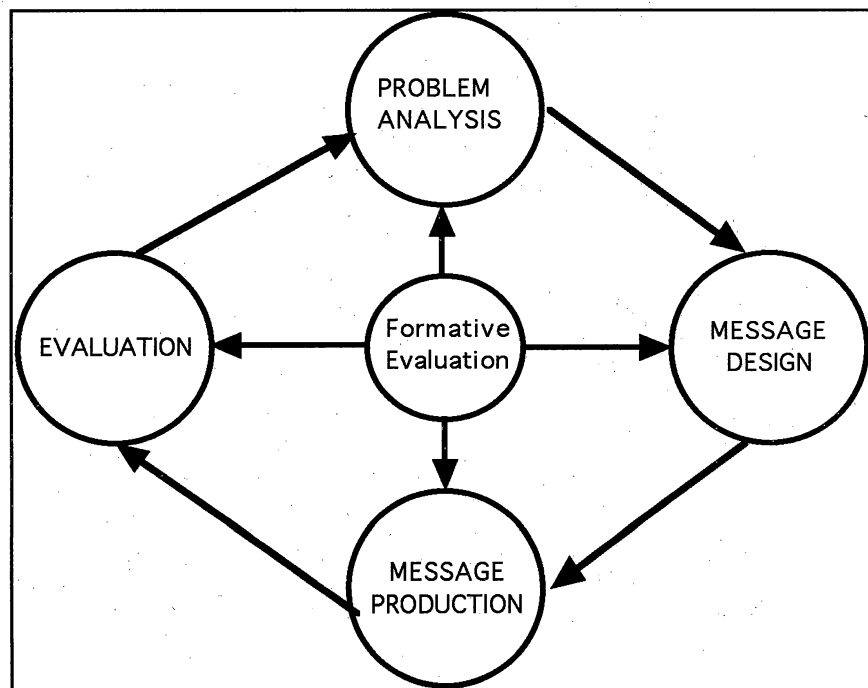 PROBLEM
ANALYSIS
EVALUATION
Formative
Evaluation
MESSAGE
DESIGN
MESSAGE
PRODUCTION